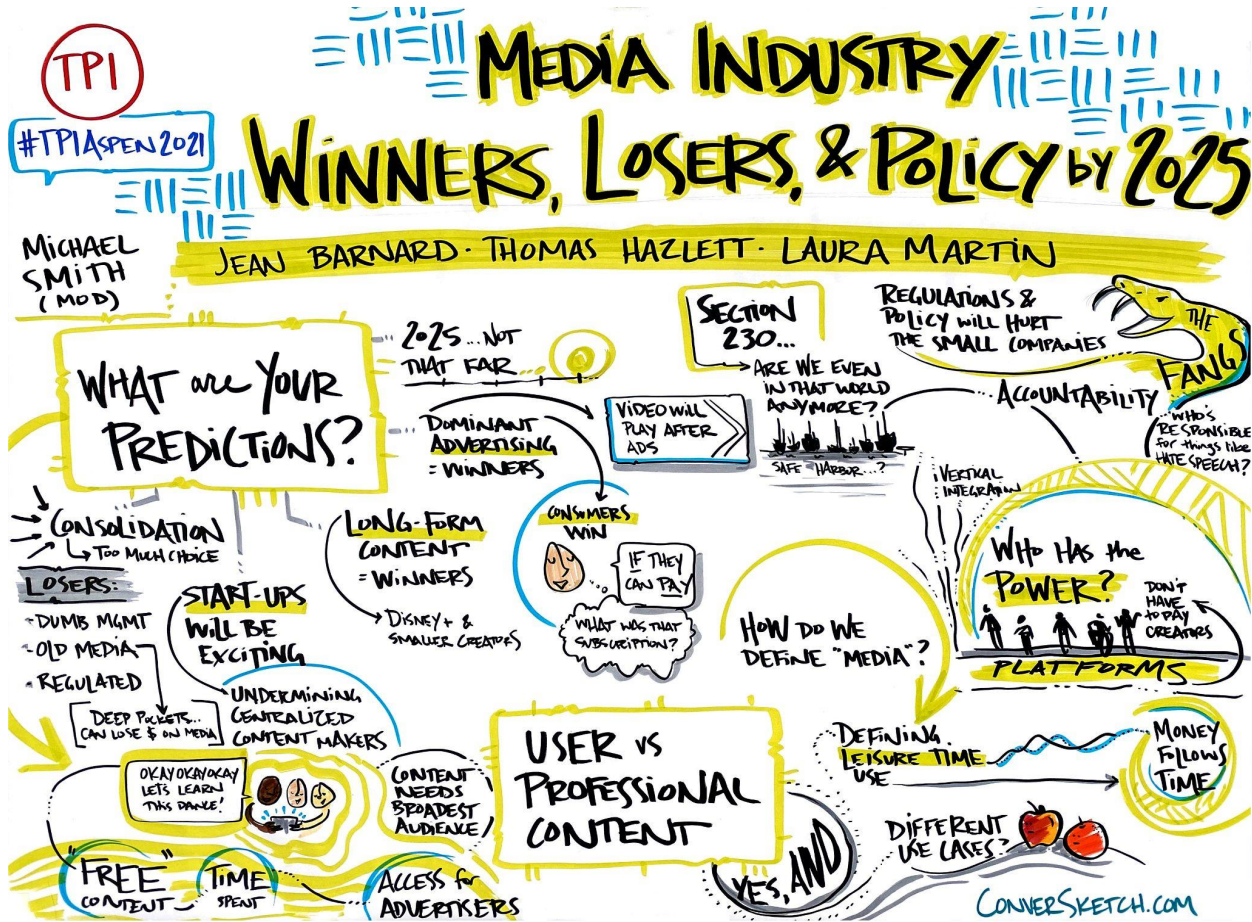 TPI
#TPIASPEN2021
MEDIA INDUSTRY
WINNERS, LOSERS, & POLICY by 2025
MICHAEL
SMITH
(MOD)
JEAN BARNARD · THOMAS HAZLETT · LAURA MARTIN
WHAT are YOUR
PREDICTIONS?
2025...NOT
THAT FAR...
DOMINANT
ADVERTISING
= WINNERS
VIDEO WILL
PLAY AFTER
ADS
SECTION
230...
ARE WE EVEN
IN THAT WORLD
ANYMORE?
SAFE HARBOR...?
REGULATIONS &
POLICY WILL HURT
THE SMALL COMPANIES
THE
FANGS
ACCOUNTABILITY
WHO'S
RESPONSIBLE
for things like
HATE SPEECH?
CONSOLIDATION
TOO MUCH CHOICE
LOSERS:
- DUMB MGMT
- OLD MEDIA
- REGULATED
DEEP POCKETS...
CAN LOSE $ ON MEDIA
START-UPS
WILL BE
EXCITING
UNDERMINING
CENTRALIZED
CONTENT MAKERS
LONG-FORM
CONTENT
= WINNERS
DISNEY+ &
SMALLER CREATORS
CONSUMERS
WIN
IF THEY
CAN PAY
WHAT WAS THAT
SUBSCRIPTION?
VERTICAL
INTEGRATION
WHO HAS the
POWER?
DON'T
HAVE
to PAY
CREATORS
PLATFORMS
HOW DO WE
DEFINE "MEDIA"?
DEFINING
LEISURE TIME
USE
MONEY
FOLLOWS
TIME
USER VS
PROFESSIONAL
CONTENT
YES, AND
DIFFERENT
USE CASES?
OKAYOKAYOKAY
LET'S LEARN
THIS DANCE!
CONTENT
NEEDS
BROADEST
AUDIENCE
"FREE"
CONTENT
TIME
SPENT
ACCESS for
ADVERTISERS
CONVERSKETCH.COM